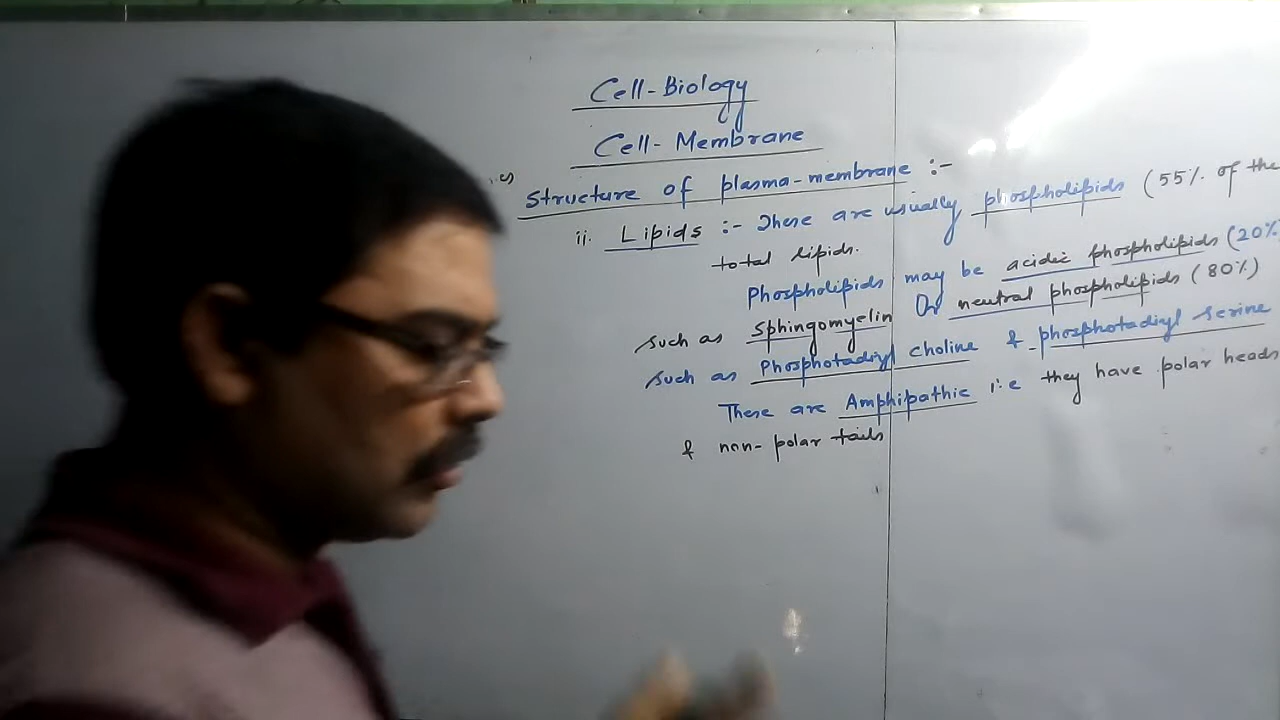 Cell-Biology
Cell-Membrane
Structure of plasma-membrane :-
ii. Lipids :- There are usually phospholipids (55% of the
total lipids.
Phospholipids may be acidic phospholipids (20%
such as Sphingomyelin Or neutral phospholipids (80%)
such as Phosphotadiyl choline & phosphotadiyl serine
There are Amphipathic i.e they have polar heads
& non-polar tails